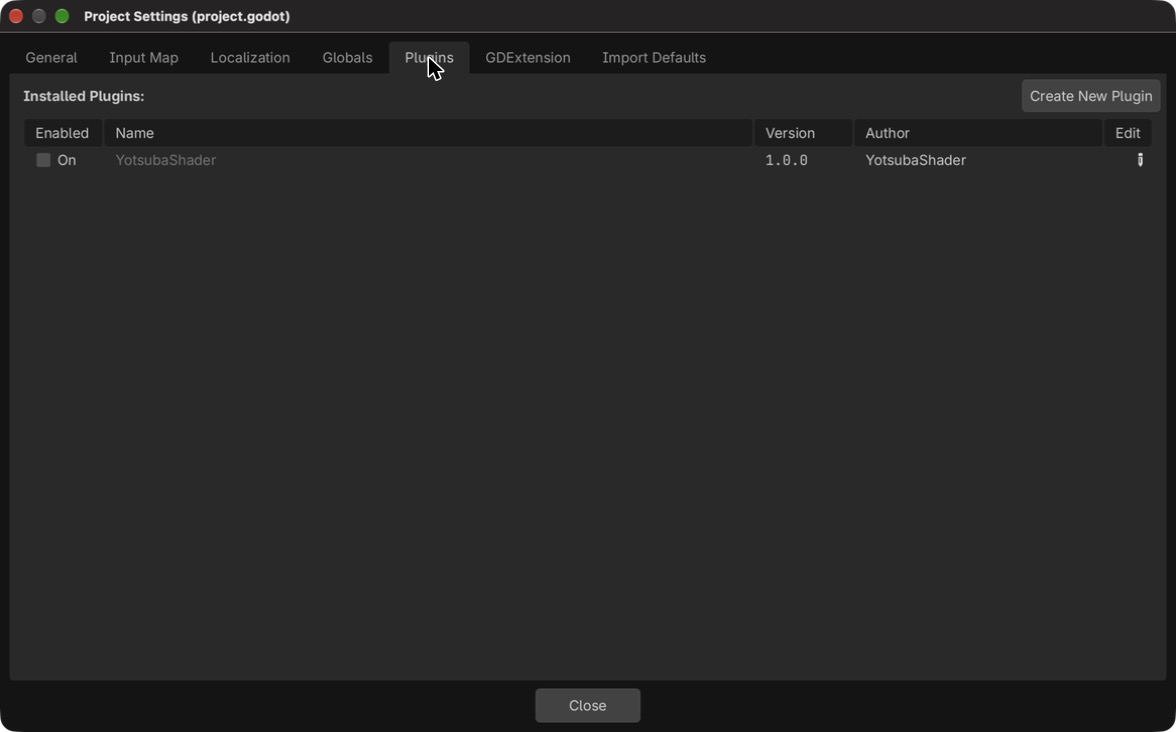 Project Settings (project.godot)
General Input Map Localization Globals Plugins GDExtension Import Defaults
Installed Plugins: Create New Plugin
Enabled Name Version Author Edit
On YotsubaShader 1.0.0 YotsubaShader
Close